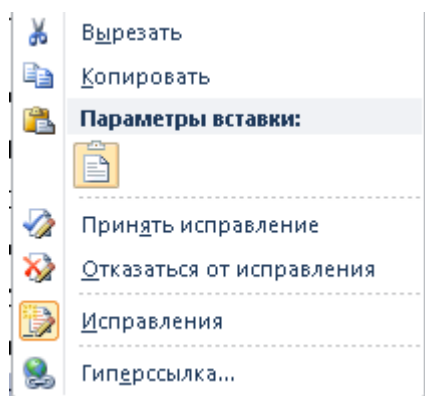 Вырезать
Копировать
Параметры вставки:
Принять исправление
Отказаться от исправления
Исправления
Гиперссылка...